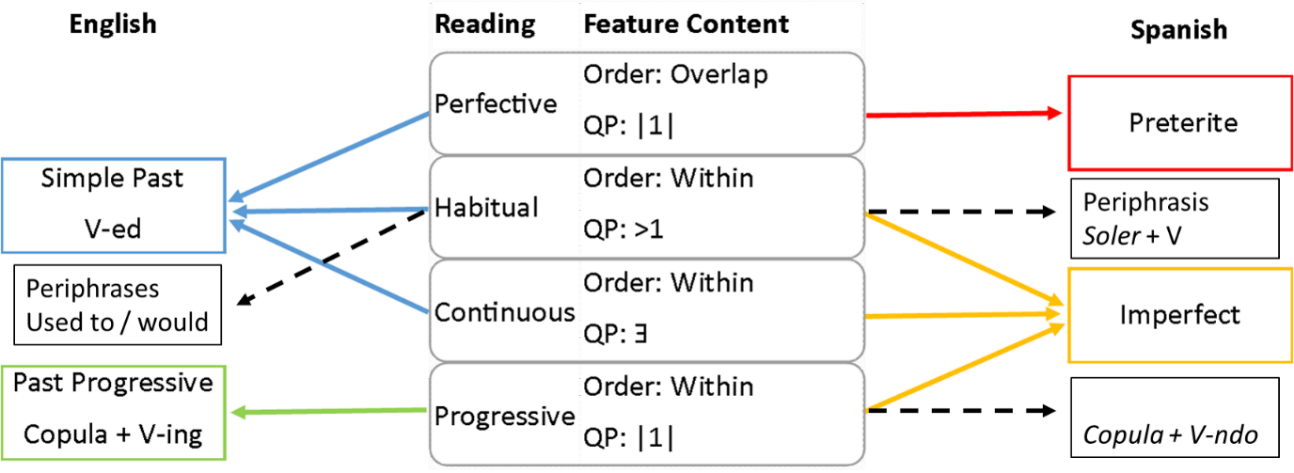 English
Reading
Feature Content
Spanish
Perfective
Order: Overlap
QP: |1|
Preterite
Simple Past
V-ed
Habitual
Order: Within
QP: >1
Periphrasis
Soler + V
Periphrases
Used to / would
Continuous
Order: Within
QP: ∃
Imperfect
Past Progressive
Copula + V-ing
Progressive
Order: Within
QP: |1|
Copula + V-ndo